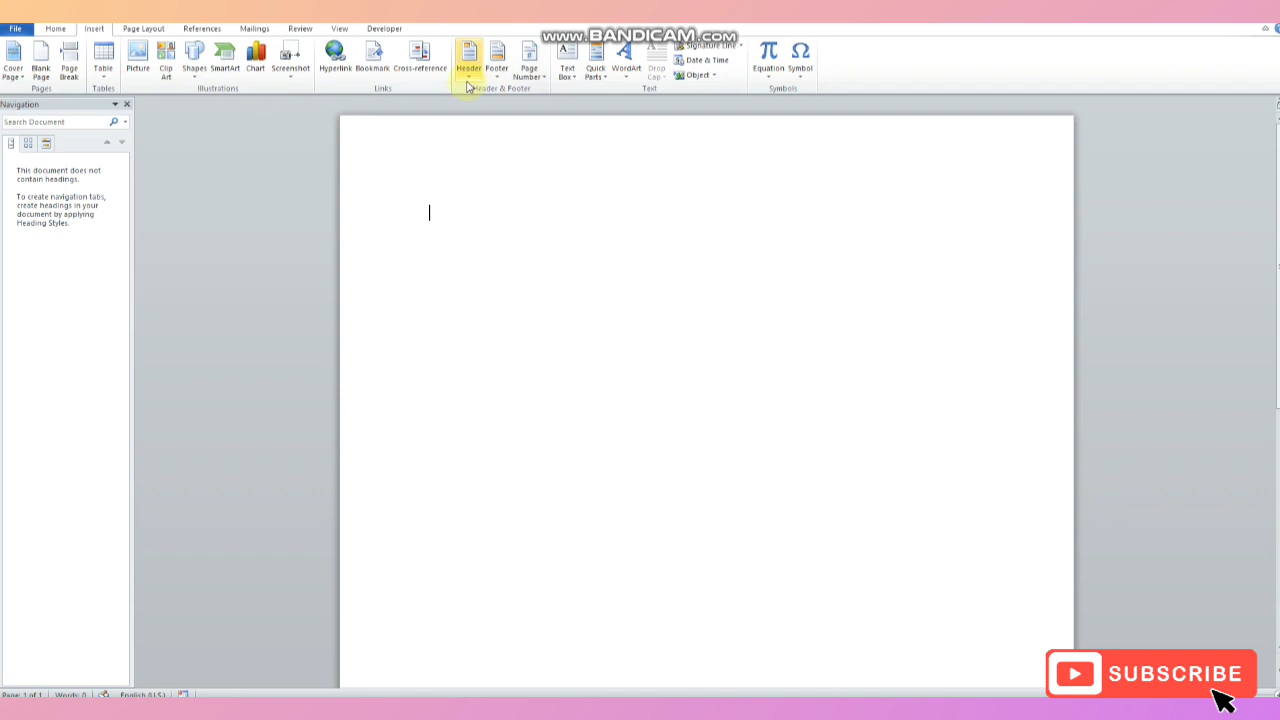 File Home Insert Page Layout References Mailings Review View Developer
www.BANDICAM.com
Cover Page
Blank Page
Page Break
Table
Picture
Clip Art
Shapes
SmartArt
Chart
Screenshot
Hyperlink
Bookmark
Cross-reference
Header
Footer
Page Number
Text Box
Quick Parts
WordArt
Drop Cap
Signature Line
Date & Time
Object
Equation
Symbol
Pages Tables Illustrations Links Header & Footer Text Symbols
Navigation
Search Document
This document does not
contain headings.
To create navigation tabs,
create headings in your
document by applying
Heading Styles.
Page: 1 of 1 Words: 0 English (U.S.)
SUBSCRIBE